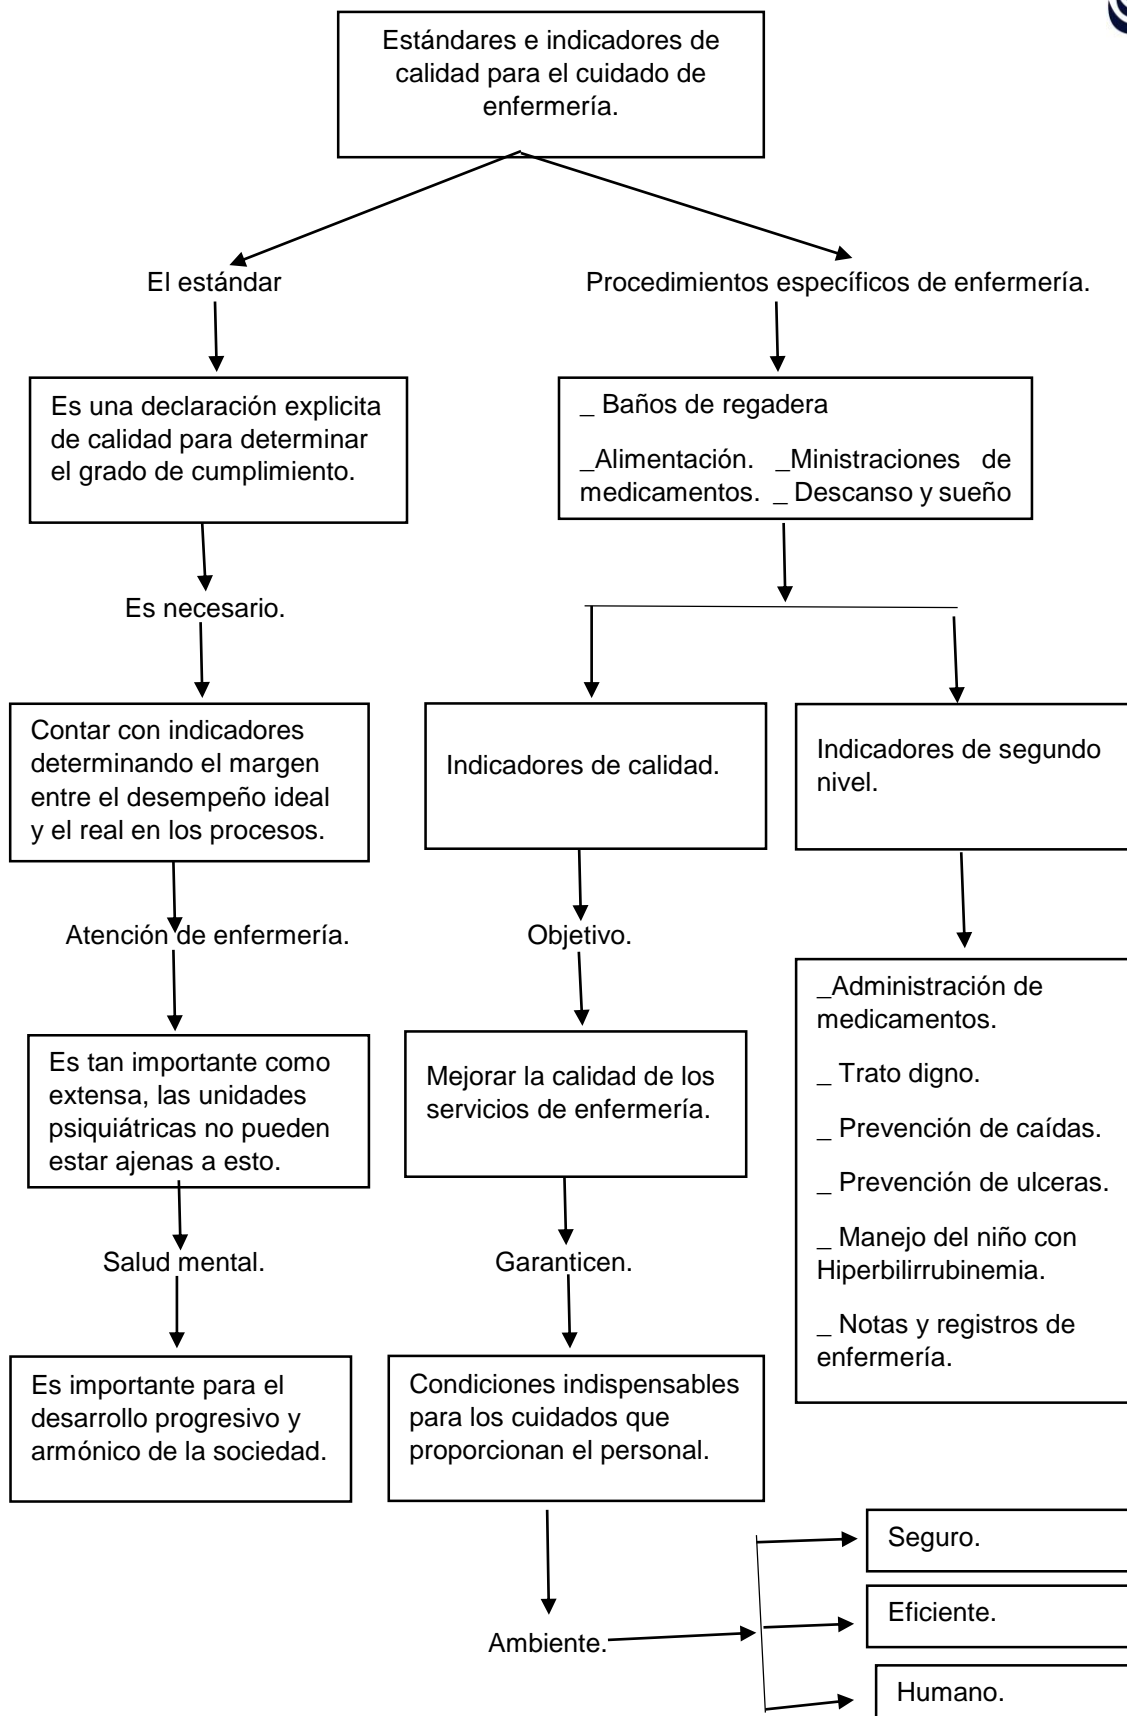 Estándares e indicadores de
calidad para el cuidado de
enfermería.
El estándar
Procedimientos específicos de enfermería.
Es una declaración explicita
de calidad para determinar
el grado de cumplimiento.
_ Baños de regadera
_Alimentación. _Ministraciones de
medicamentos. _ Descanso y sueño
Es necesario.
Contar con indicadores
determinando el margen
entre el desempeño ideal
y el real en los procesos.
Indicadores de calidad.
Indicadores de segundo
nivel.
Atención de enfermería.
Objetivo.
Es tan importante como
extensa, las unidades
psiquiátricas no pueden
estar ajenas a esto.
Mejorar la calidad de los
servicios de enfermería.
_Administración de
medicamentos.
_ Trato digno.
_ Prevención de caídas.
_ Prevención de ulceras.
_ Manejo del niño con
Hiperbilirrubinemia.
_ Notas y registros de
enfermería.
Salud mental.
Garanticen.
Es importante para el
desarrollo progresivo y
armónico de la sociedad.
Condiciones indispensables
para los cuidados que
proporcionan el personal.
Ambiente.
Seguro.
Eficiente.
Humano.